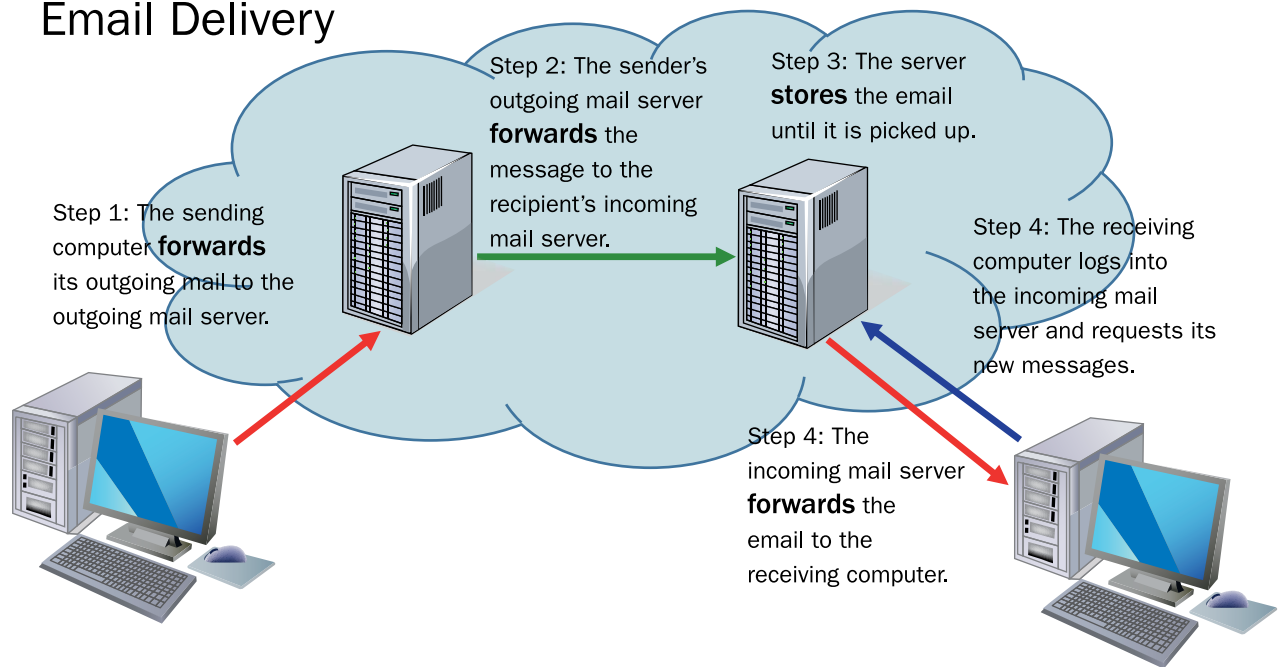 Email Delivery
Step 1: The sending
computer forwards
its outgoing mail to the
outgoing mail server.
Step 2: The sender’s
outgoing mail server
forwards the
message to the
recipient’s incoming
mail server.
Step 3: The server
stores the email
until it is picked up.
Step 4: The receiving
computer logs into
the incoming mail
server and requests its
new messages.
Step 4: The
incoming mail server
forwards the
email to the
receiving computer.